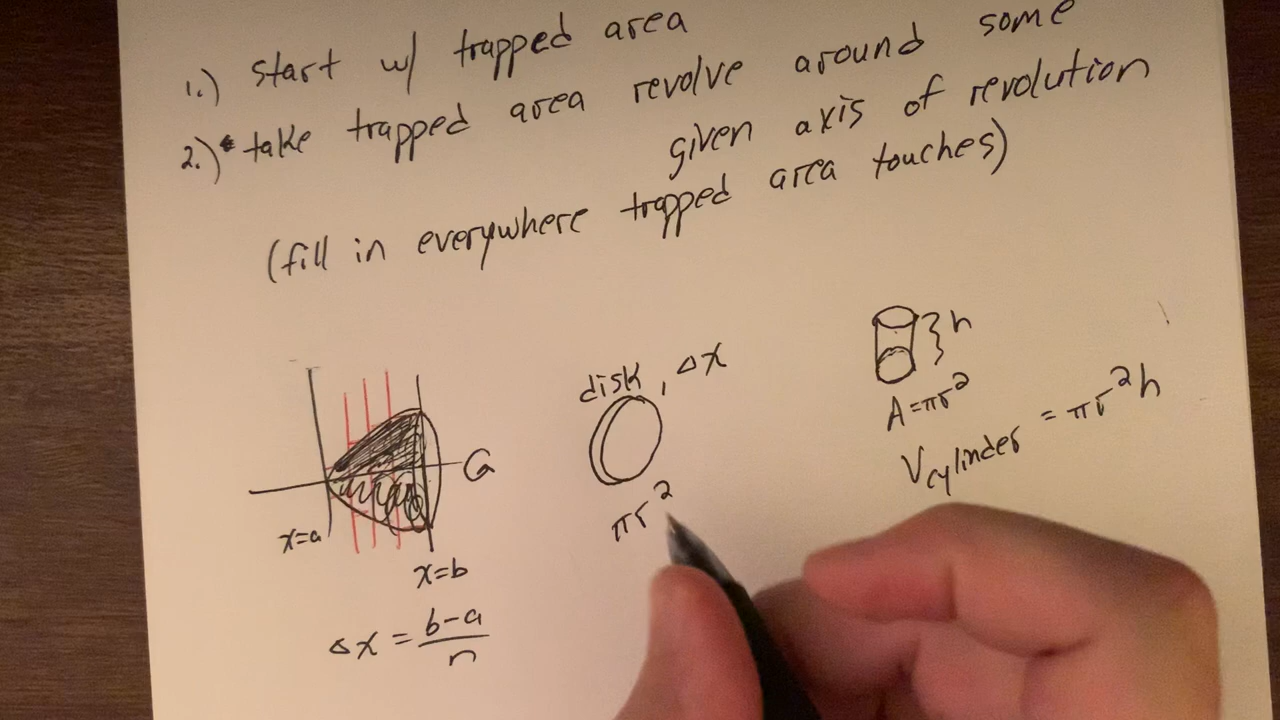 1.) start w/ trapped area
2.) * take trapped area revolve around some
given axis of revolution
(fill in everywhere trapped area touches)
disk, Δx
}h
A=πr²
V cylinder = πr²h
πr²
x=a
x=b
Δx = b-a/n